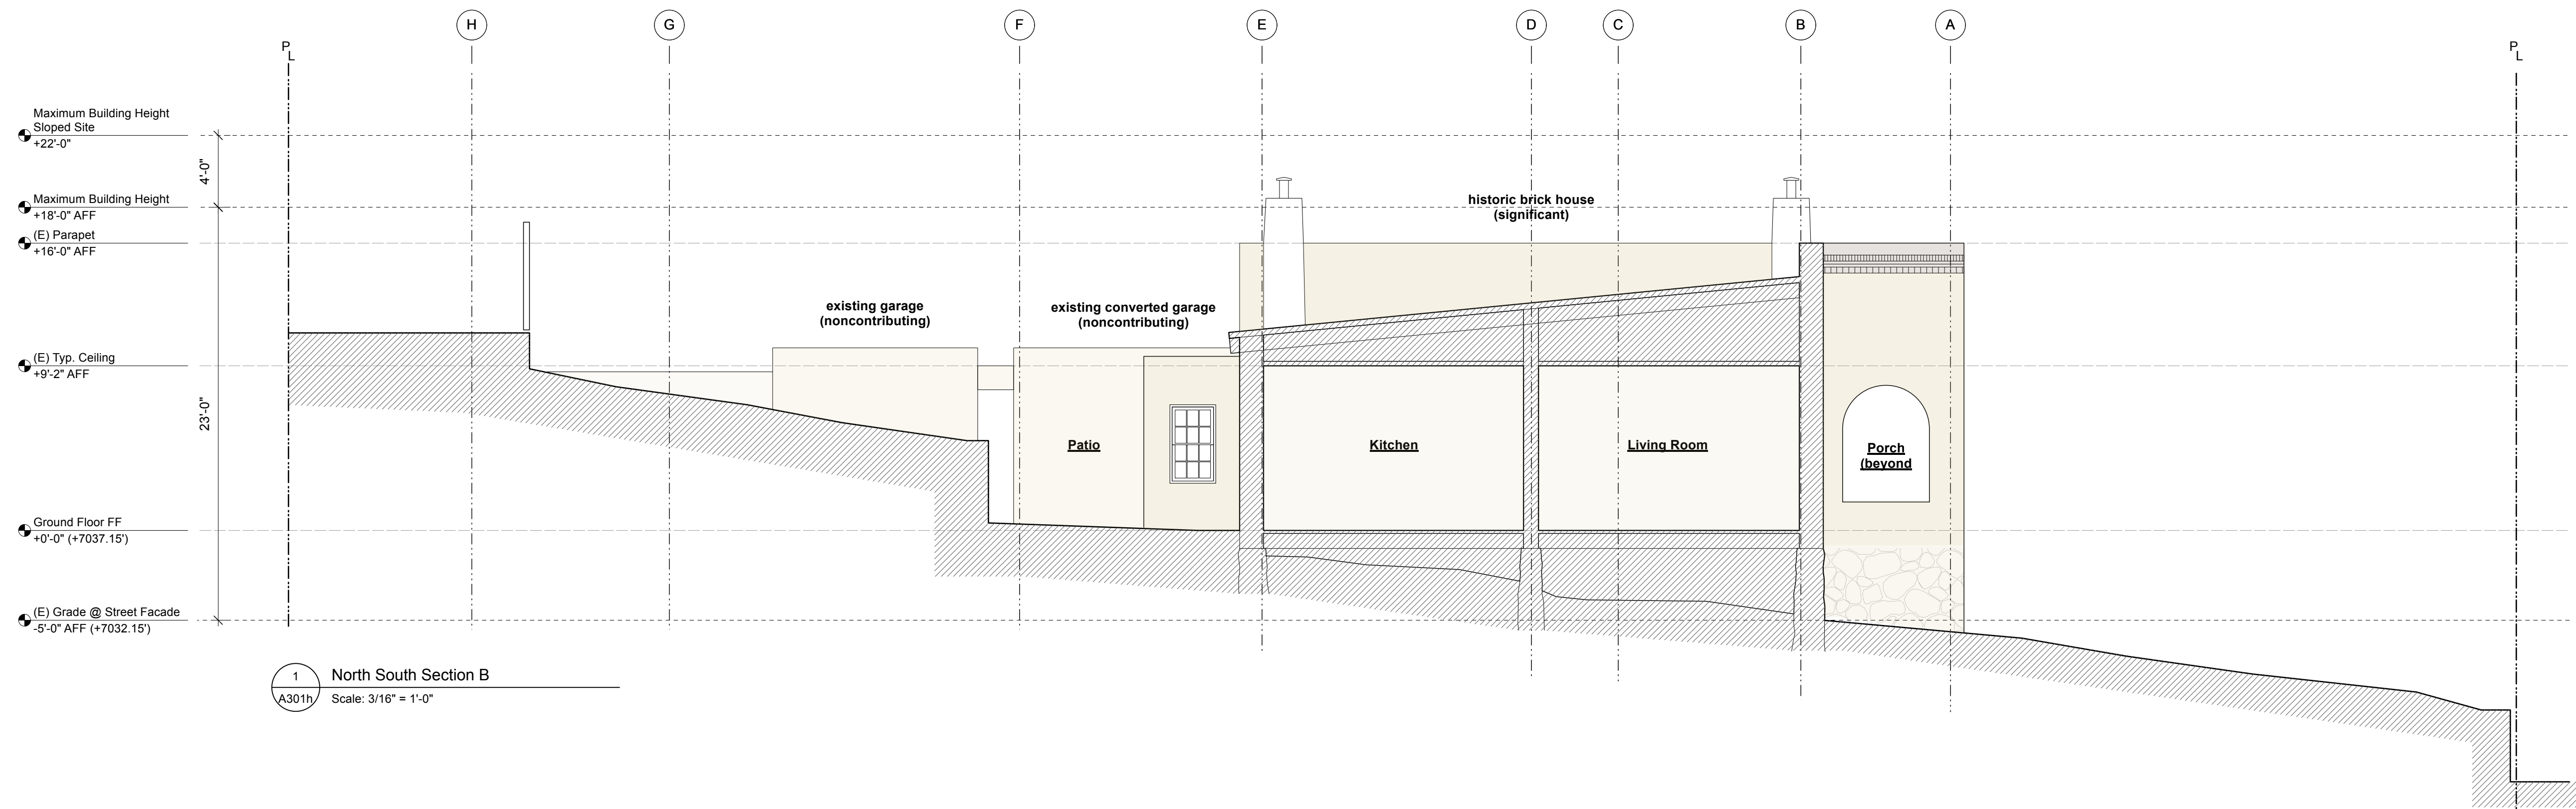 H
G
F
E
D
C
B
A
PL
PL
Maximum Building Height
Sloped Site
+22'-0"
4'-0"
Maximum Building Height
+18'-0" AFF
historic brick house
(significant)
(E) Parapet
+16'-0" AFF
existing garage
(noncontributing)
existing converted garage
(noncontributing)
(E) Typ. Ceiling
+9'-2" AFF
23'-0"
Patio
Kitchen
Living Room
Porch
(beyond
Ground Floor FF
+0'-0" (+7037.15')
(E) Grade @ Street Facade
-5'-0" AFF (+7032.15')
1
North South Section B
A301h
Scale: 3/16" = 1'-0"